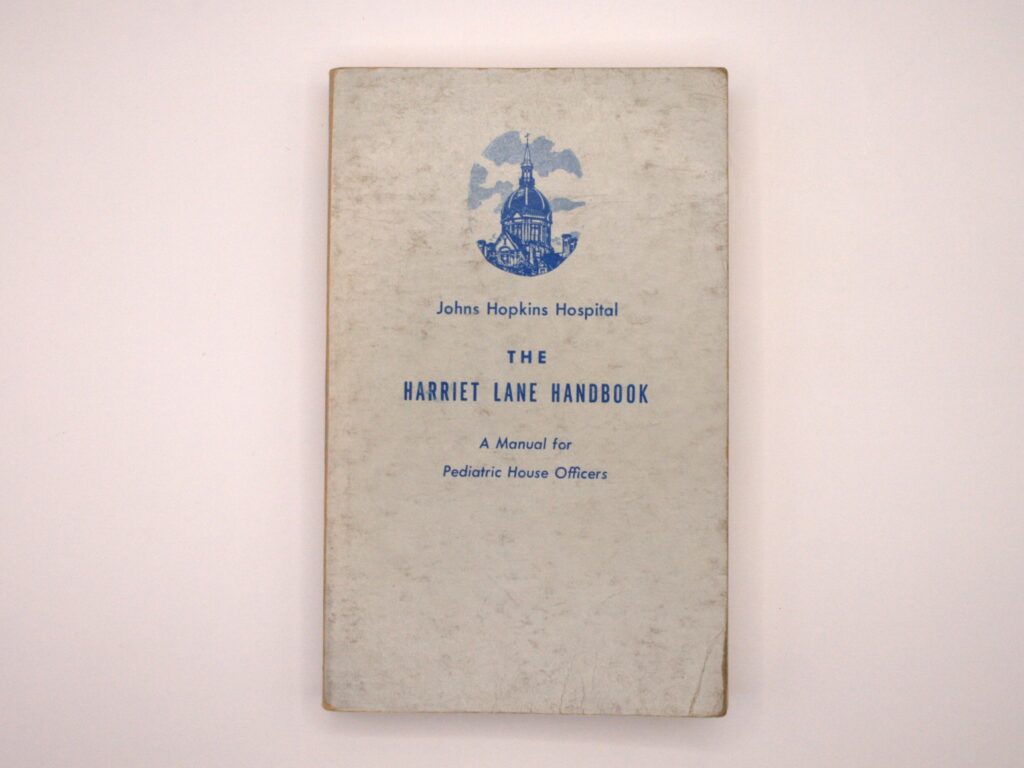 Johns Hopkins Hospital
THE
HARRIET LANE HANDBOOK
A Manual for
Pediatric House Officers